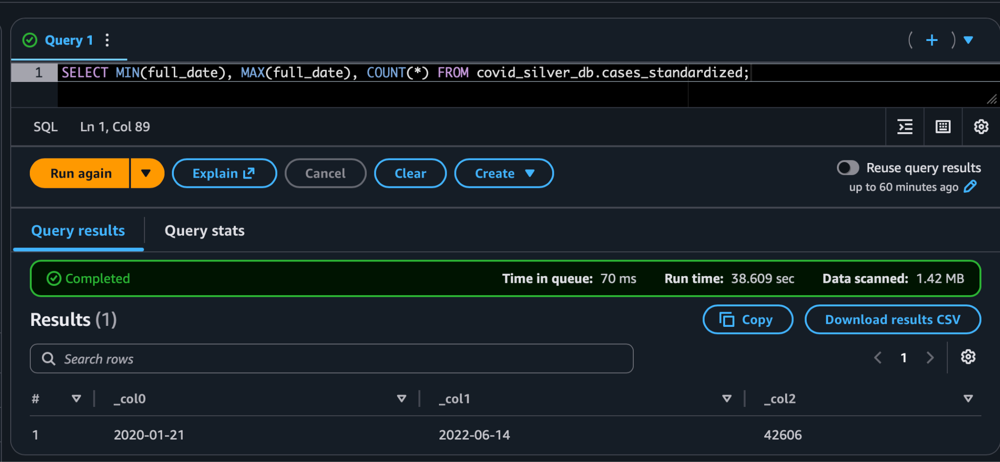 Query 1
( + )
1 SELECT MIN(full_date), MAX(full_date), COUNT(*) FROM covid_silver_db.cases_standardized;
SQL Ln 1, Col 89
Run again Explain Cancel Clear Create Reuse query results
up to 60 minutes ago
Query results Query stats
Completed Time in queue: 70 ms Run time: 38.609 sec Data scanned: 1.42 MB
Results (1) Copy Download results CSV
Search rows 1
# _col0 _col1 _col2
1 2020-01-21 2022-06-14 42606